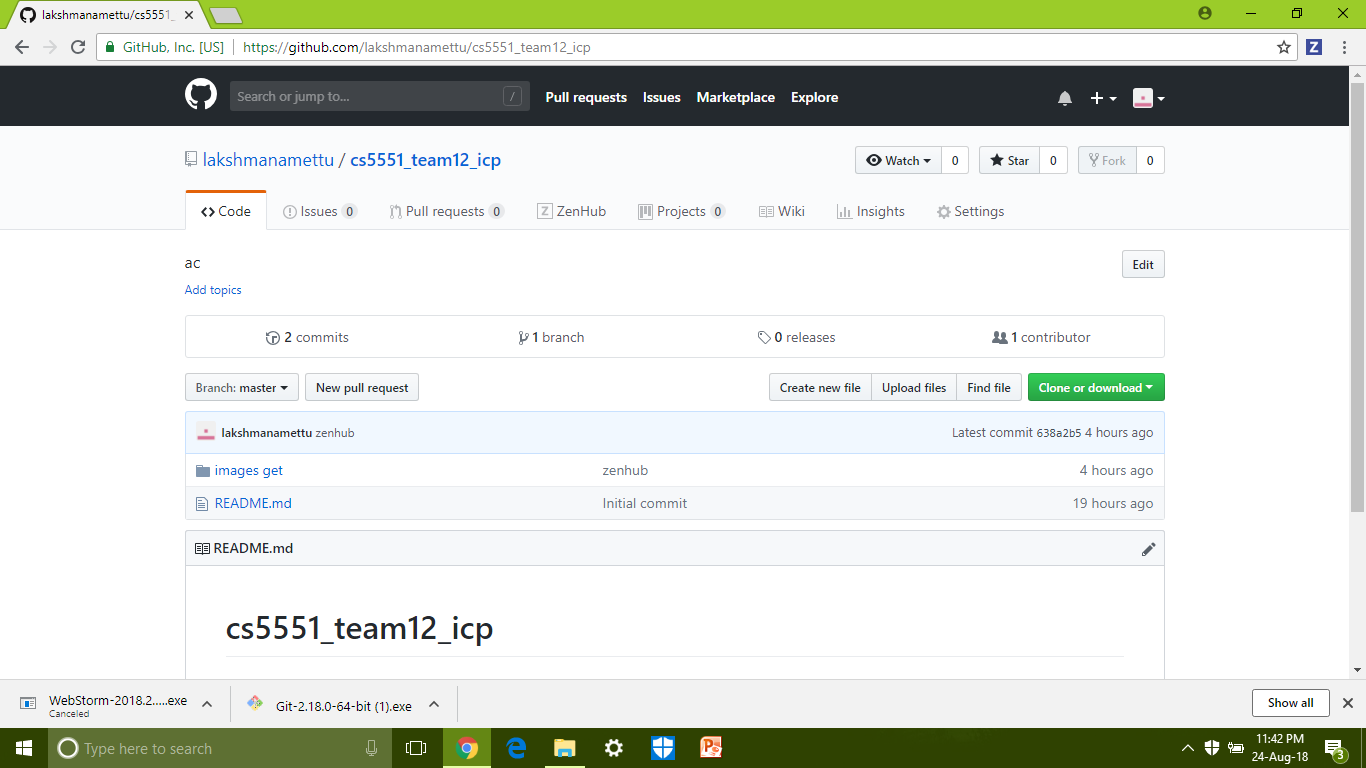 lakshmanamettu/cs5551_
GitHub, Inc. [US] https://github.com/lakshmanamettu/cs5551_team12_icp
Z
Search or jump to... /
Pull requests Issues Marketplace Explore
lakshmanamettu / cs5551_team12_icp
Watch 0 Star 0 Fork 0
Code Issues 0 Pull requests 0 ZenHub Projects 0 Wiki Insights Settings
ac
Edit
Add topics
2 commits 1 branch 0 releases 1 contributor
Branch: master New pull request Create new file Upload files Find file Clone or download
lakshmanamettu zenhub Latest commit 638a2b5 4 hours ago
images get zenhub 4 hours ago
README.md Initial commit 19 hours ago
README.md
cs5551_team12_icp
WebStorm-2018.2.....exe
Canceled
Git-2.18.0-64-bit (1).exe
Show all
Type here to search
11:42 PM
24-Aug-18
3